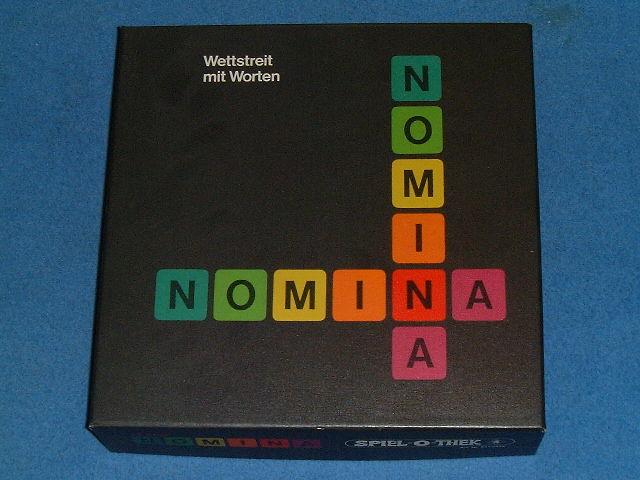 Wettstreit
mit Worten
NOMINA
NOMINA
NOMINA
SPIEL-O-THEK